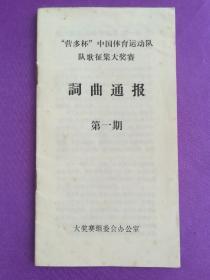 “营多杯”中国体育运动队
队歌征集大奖赛
詞曲通报
第一期
大奖赛组委会办公室